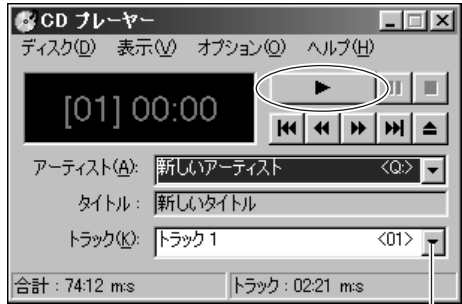 CD プレーヤー
ディスク(D) 表示(V) オプション(O) ヘルプ(H)
[01] 00:00
アーティスト(A): 新しいアーティスト <Q:>
タイトル : 新しいタイトル
トラック(K): トラック 1 <01>
合計 : 74:12 m:s トラック : 02:21 m:s